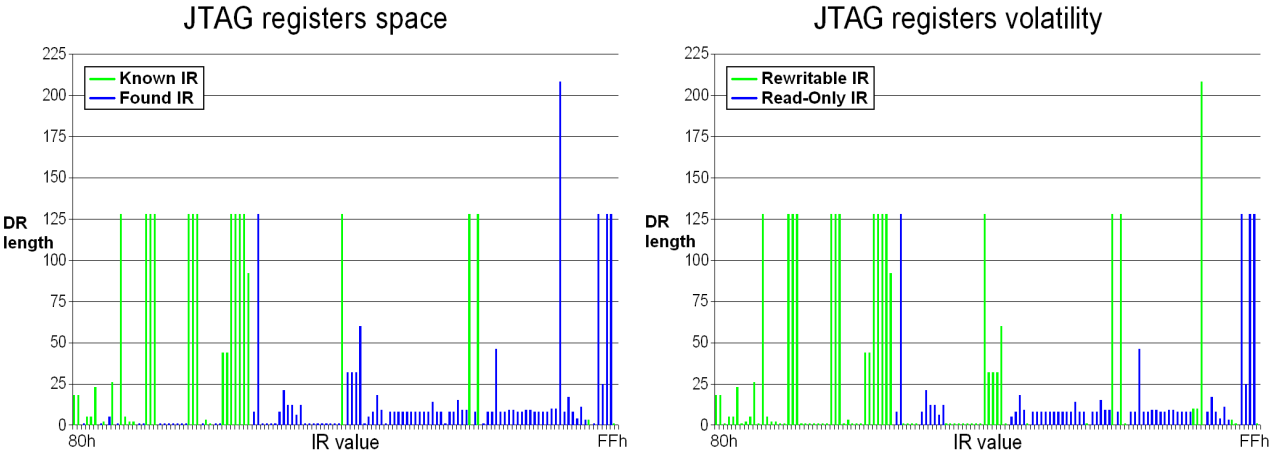 JTAG registers space
225
200
175
150
125
100
75
50
25
0
Known IR
Found IR
DR
length
80h
IR value
FFh
JTAG registers volatility
225
200
175
150
125
100
75
50
25
0
Rewritable IR
Read-Only IR
DR
length
80h
IR value
FFh